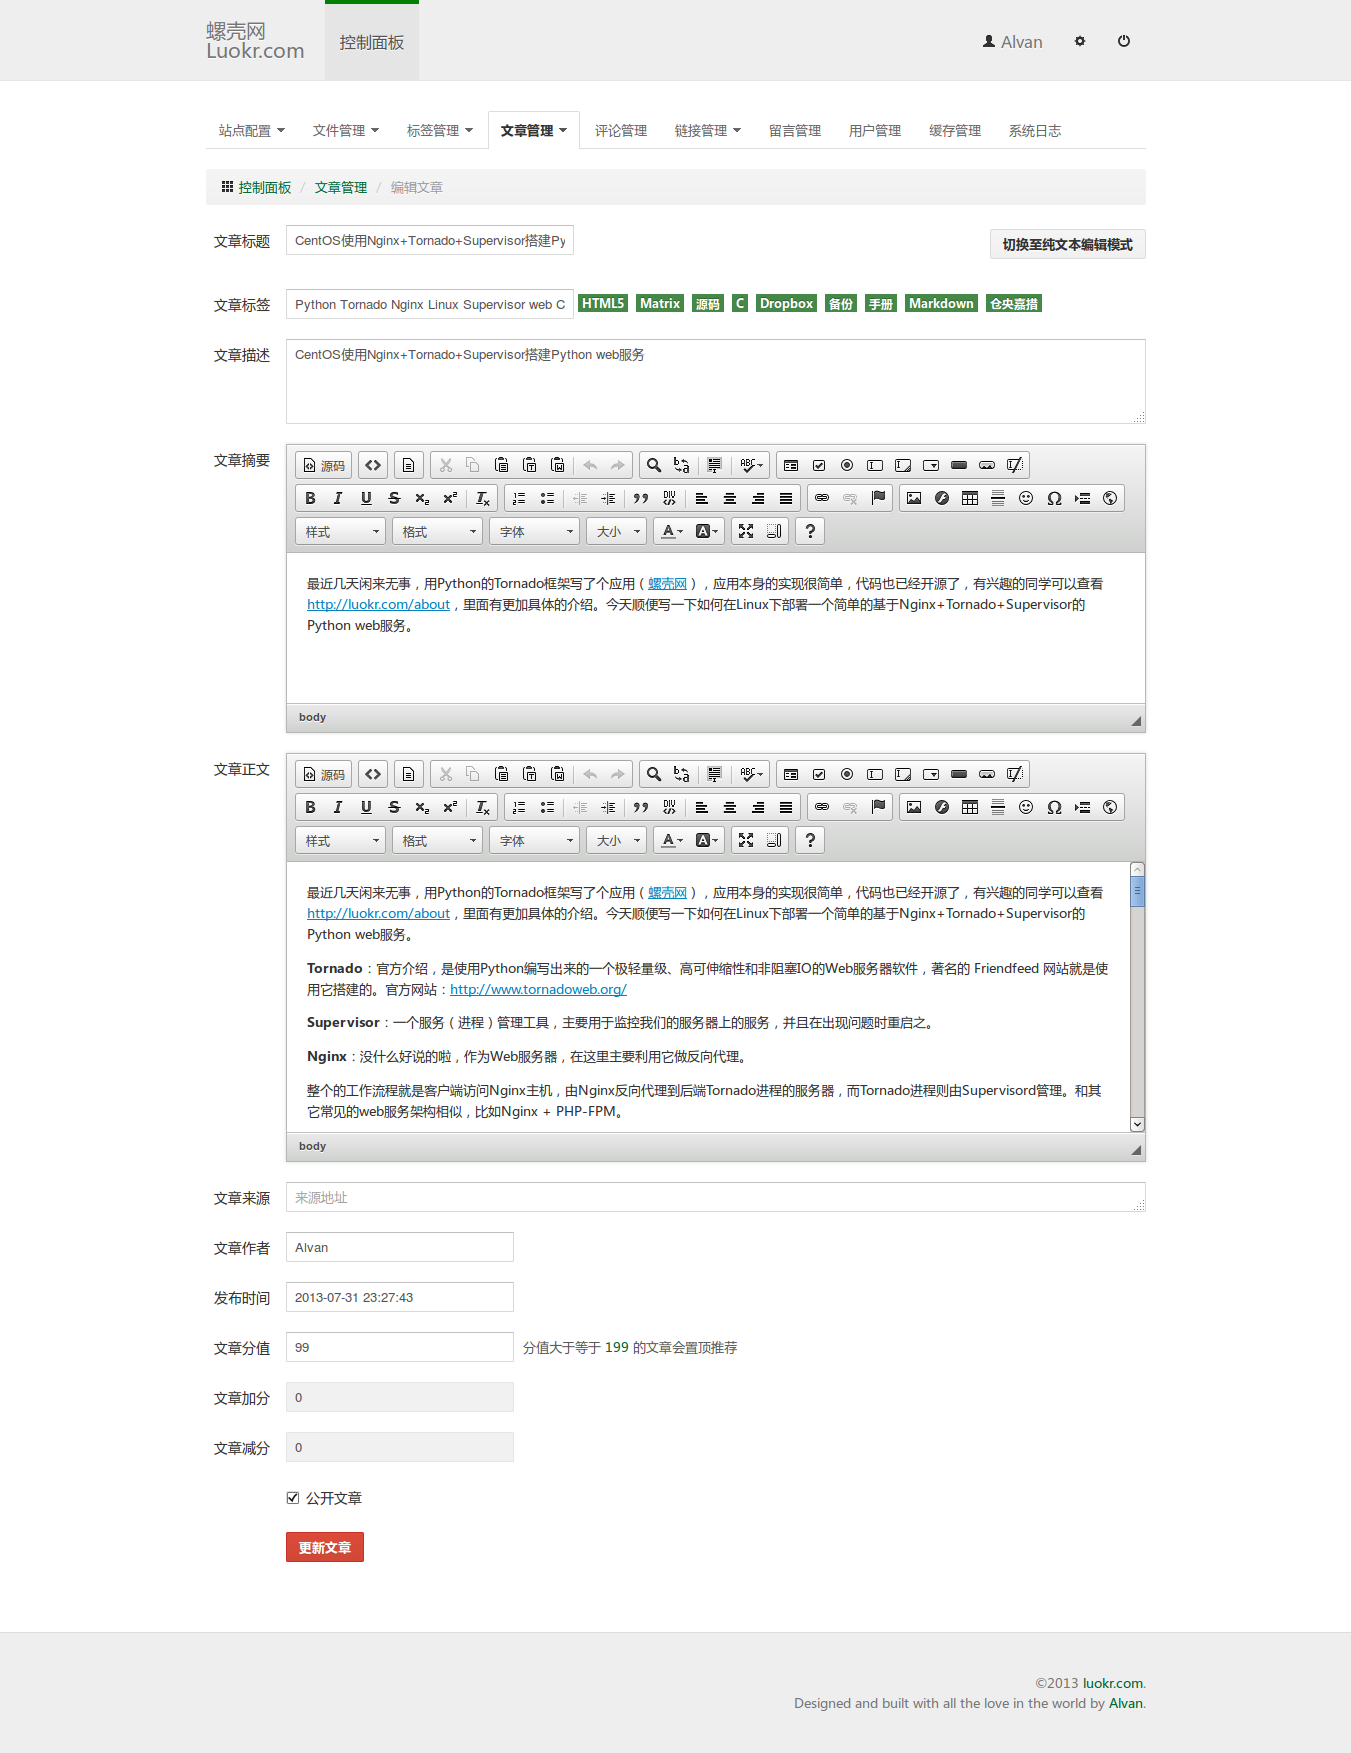 螺壳网
Luokr.com
控制面板
Alvan
站点配置 文件管理 标签管理 文章管理 评论管理 链接管理 留言管理 用户管理 缓存管理 系统日志
控制面板 / 文章管理 / 编辑文章
文章标题 CentOS使用Nginx+Tornado+Supervisor搭建Py 切换至纯文本编辑模式
文章标签 Python Tornado Nginx Linux Supervisor web C HTML5 Matrix 源码 C Dropbox 备份 手册 Markdown 仓央嘉措
文章描述 CentOS使用Nginx+Tornado+Supervisor搭建Python web服务
文章摘要 源码
样式 格式 字体 大小
最近几天闲来无事，用Python的Tornado框架写了个应用（螺壳网），应用本身的实现很简单，代码也已经开源了，有兴趣的同学可以查看
http://luokr.com/about，里面有更加具体的介绍。今天顺便写一下如何在Linux下部署一个简单的基于Nginx+Tornado+Supervisor的
Python web服务。
body
文章正文 源码
样式 格式 字体 大小
最近几天闲来无事，用Python的Tornado框架写了个应用（螺壳网），应用本身的实现很简单，代码也已经开源了，有兴趣的同学可以查看
http://luokr.com/about，里面有更加具体的介绍。今天顺便写一下如何在Linux下部署一个简单的基于Nginx+Tornado+Supervisor的
Python web服务。
Tornado：官方介绍，是使用Python编写出来的一个极轻量级、高可伸缩性和非阻塞IO的Web服务器软件，著名的 Friendfeed 网站就是使
用它搭建的。官方网站：http://www.tornadoweb.org/
Supervisor：一个服务（进程）管理工具，主要用于监控我们的服务器上的服务，并且在出现问题时重启之。
Nginx：没什么好说的啦，作为Web服务器，在这里主要利用它做反向代理。
整个的工作流程就是客户端访问Nginx主机，由Nginx反向代理到后端Tornado进程的服务器，而Tornado进程则由Supervisord管理。和其
它常见的web服务架构相似，比如Nginx + PHP-FPM。
body
文章来源 来源地址
文章作者 Alvan
发布时间 2013-07-31 23:27:43
文章分值 99 分值大于等于 199 的文章会置顶推荐
文章加分 0
文章减分 0
公开文章
更新文章
©2013 luokr.com.
Designed and built with all the love in the world by Alvan.